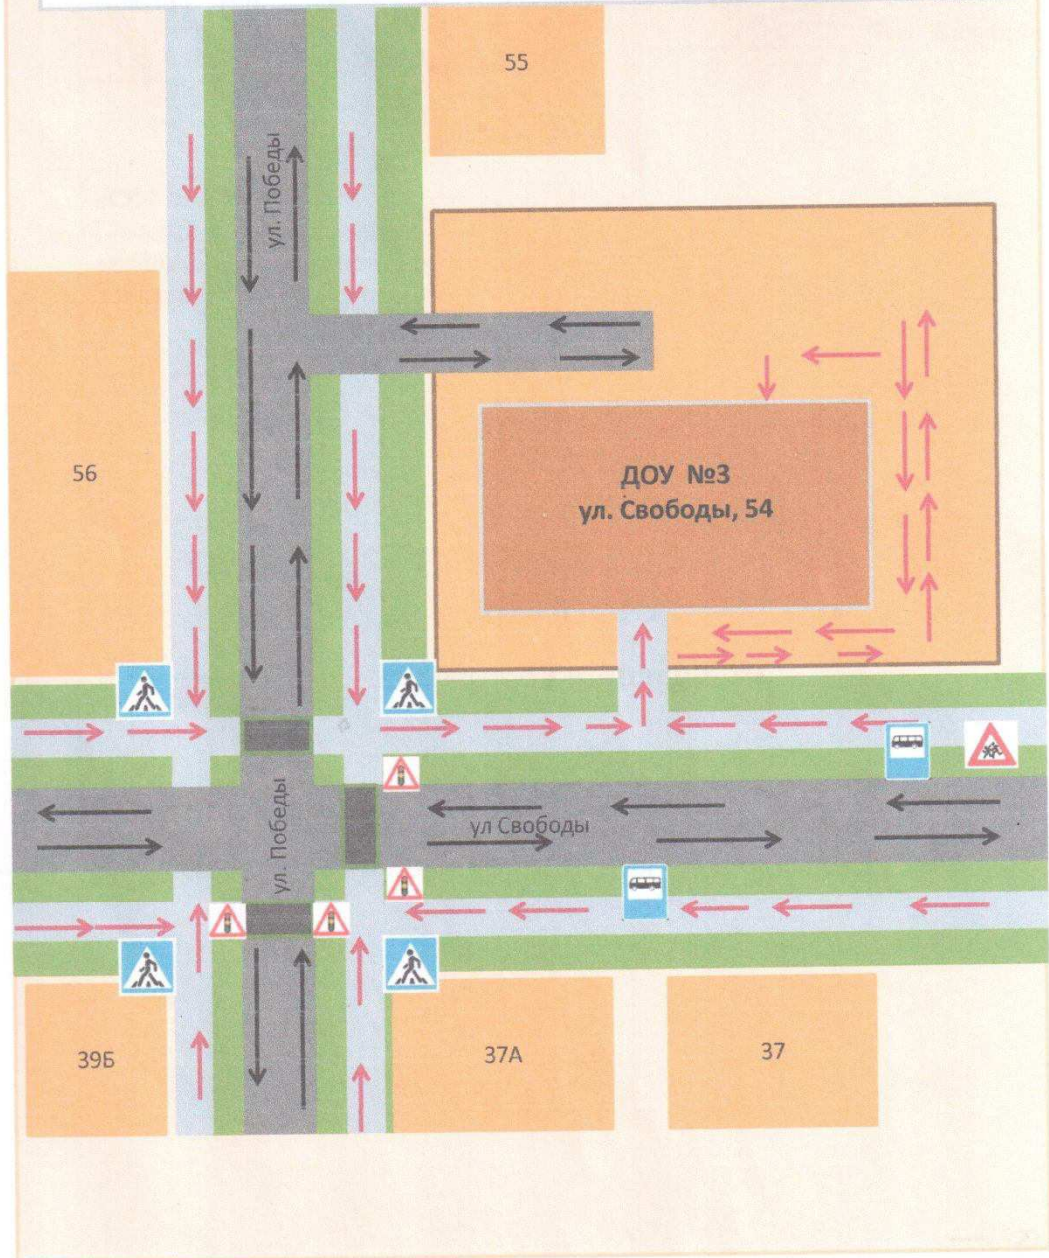 55
ул. Победы
56
ДОУ №3
ул. Свободы, 54
ул. Победы
ул Свободы
39Б
37А
37